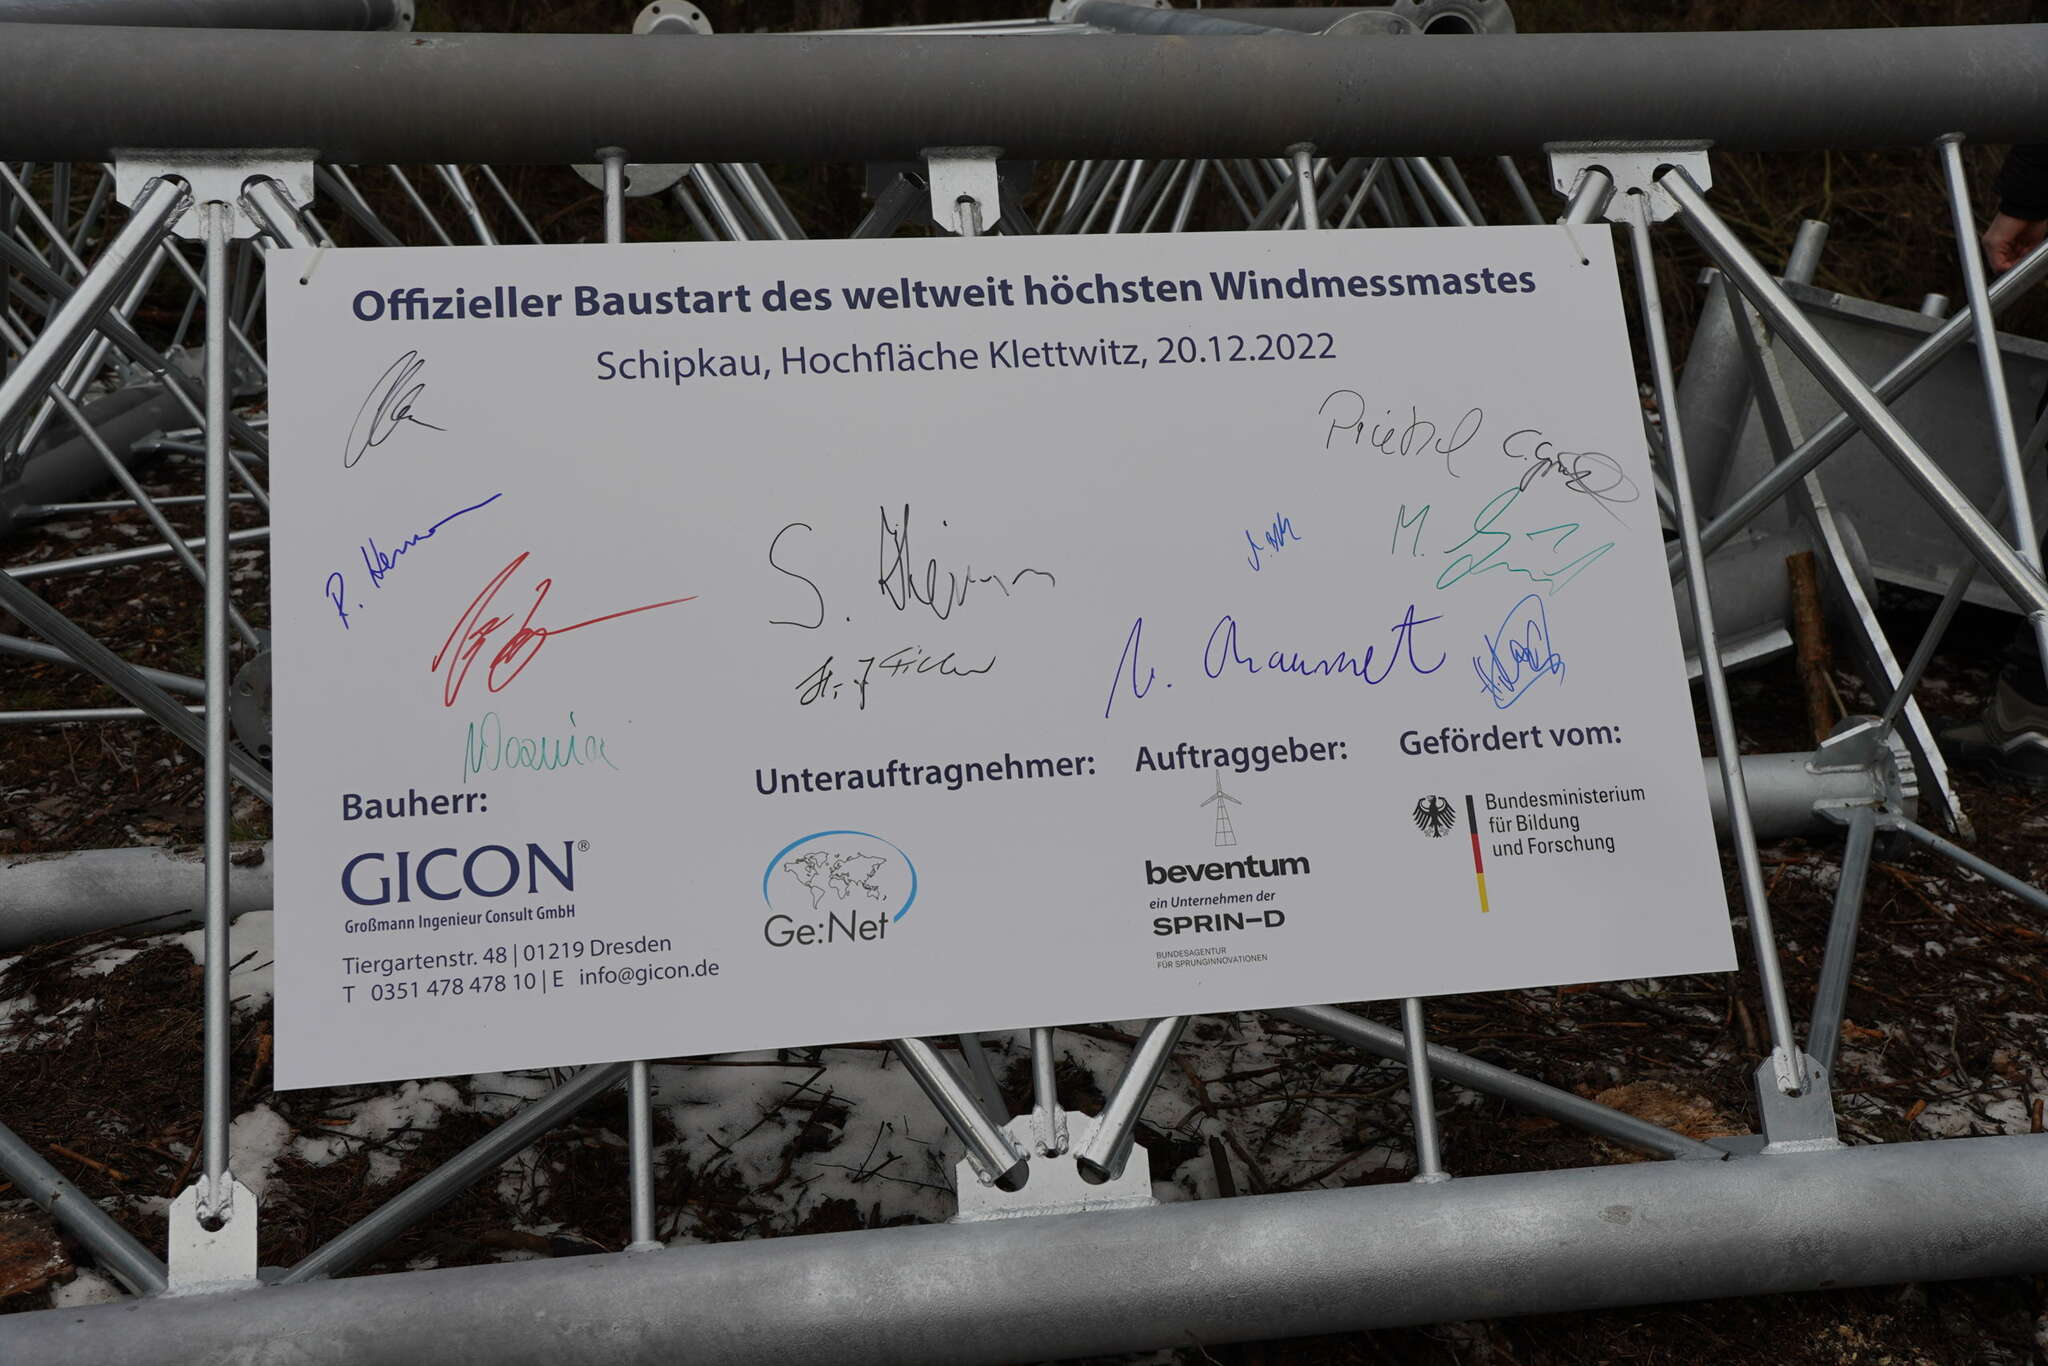 Offizieller Baustart des weltweit höchsten Windmessmastes
Schipkau, Hochfläche Klettwitz, 20.12.2022
Bauherr:
GICON®
Großmann Ingenieur Consult GmbH
Tiergartenstr. 48 | 01219 Dresden
T 0351 478 478 10 | E info@gicon.de
Unterauftragnehmer:
Ge:Net
Auftraggeber:
beventum
ein Unternehmen der
SPRIN-D
BUNDESAGENTUR
FÜR SPRUNGINNOVATIONEN
Gefördert vom:
Bundesministerium
für Bildung
und Forschung